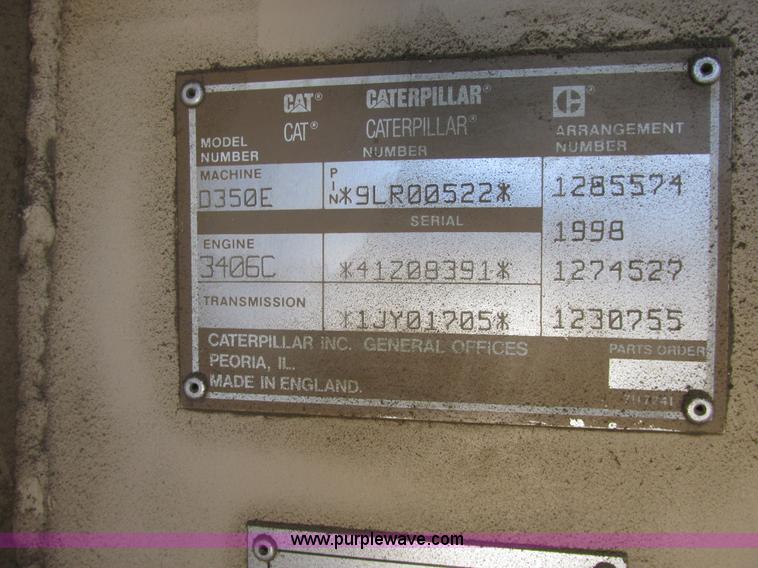 CAT® CATERPILLAR®
CAT® CATERPILLAR®
MODEL NUMBER NUMBER ARRANGEMENT NUMBER
MACHINE PIN
D350E *9LR00522* 1285574
SERIAL
1998
ENGINE
3406C *41Z08391* 1274527
TRANSMISSION *1JY01705* 1230755
CATERPILLAR INC. GENERAL OFFICES PARTS ORDER
PEORIA, IL.
MADE IN ENGLAND.
www.purplewave.com